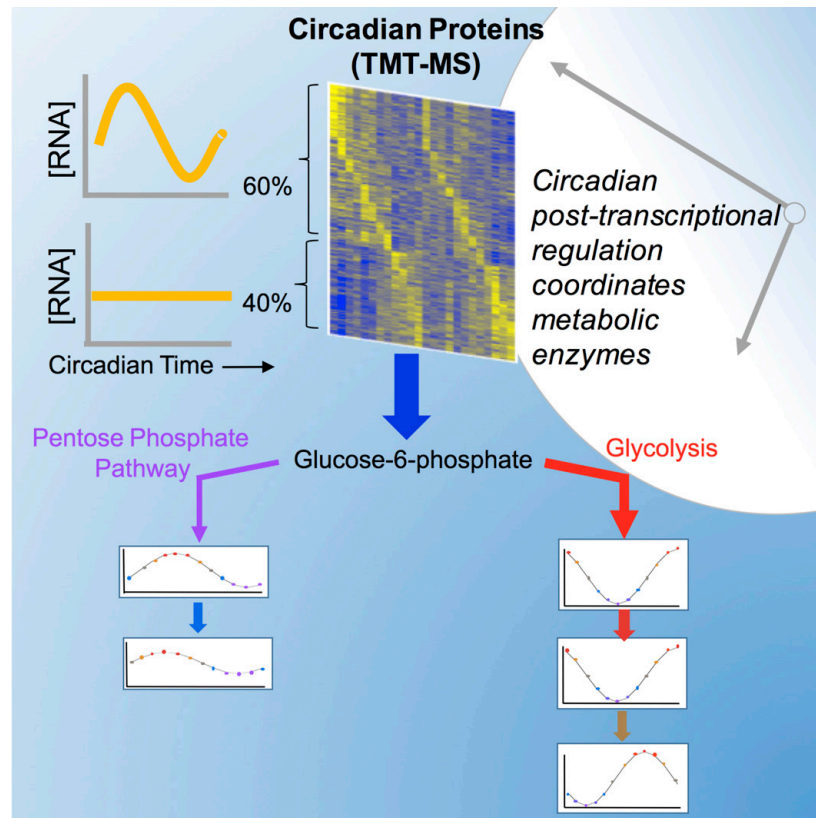 Circadian Proteins
(TMT-MS)
[RNA]
60%
[RNA]
40%
Circadian Time
Circadian
post-transcriptional
regulation
coordinates
metabolic
enzymes
Pentose Phosphate
Pathway
Glucose-6-phosphate
Glycolysis